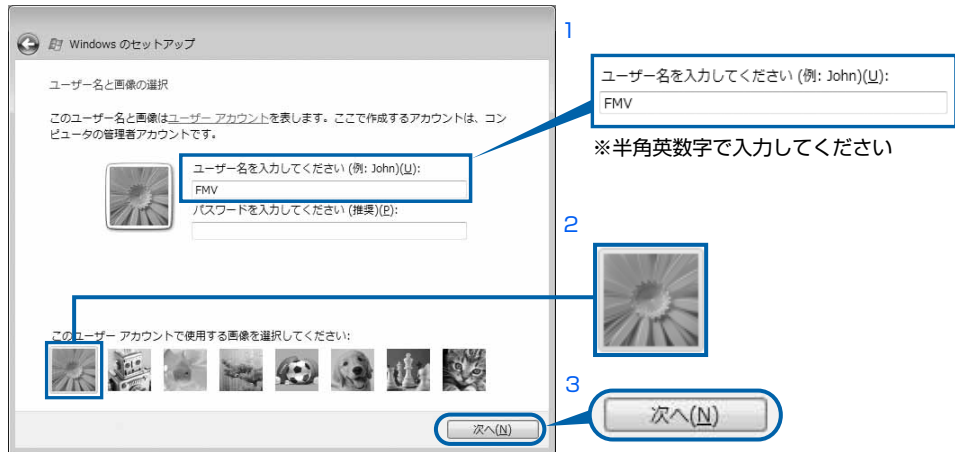 Windows のセットアップ
ユーザー名と画像の選択
このユーザー名と画像はユーザー アカウントを表します。ここで作成するアカウントは、コン
ピュータの管理者アカウントです。
ユーザー名を入力してください (例: John)(U):
FMV
パスワードを入力してください (推奨)(P):
このユーザー アカウントで使用する画像を選択してください:
次へ(N)
1
ユーザー名を入力してください (例: John)(U):
FMV
※半角英数字で入力してください
2
3
次へ(N)